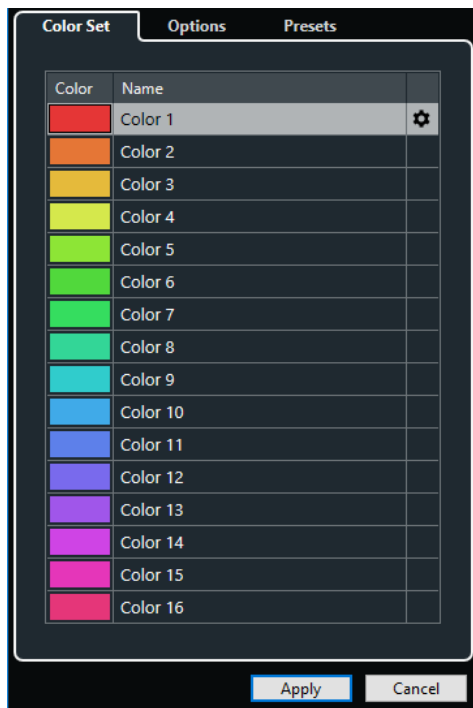 Color Set Options Presets
Color Name
Color 1
Color 2
Color 3
Color 4
Color 5
Color 6
Color 7
Color 8
Color 9
Color 10
Color 11
Color 12
Color 13
Color 14
Color 15
Color 16
Apply Cancel